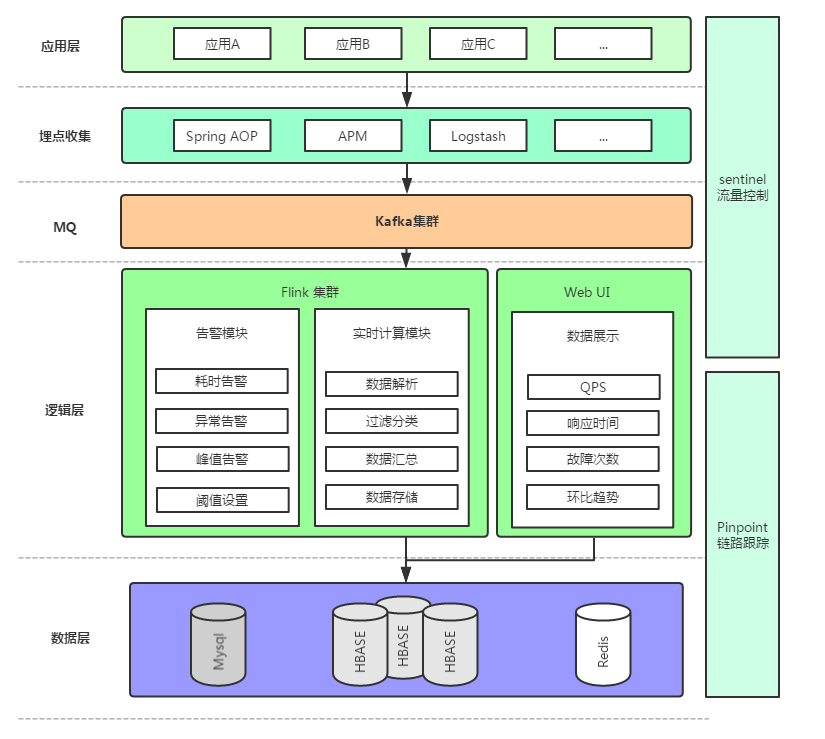 应用层
应用A
应用B
应用C
...
埋点收集
Spring AOP
APM
Logstash
...
MQ
Kafka集群
逻辑层
Flink 集群
告警模块
耗时告警
异常告警
峰值告警
阈值设置
实时计算模块
数据解析
过滤分类
数据汇总
数据存储
Web UI
数据展示
QPS
响应时间
故障次数
环比趋势
数据层
Mysql
HBASE
HBASE
HBASE
Redis
sentinel
流量控制
Pinpoint
链路跟踪